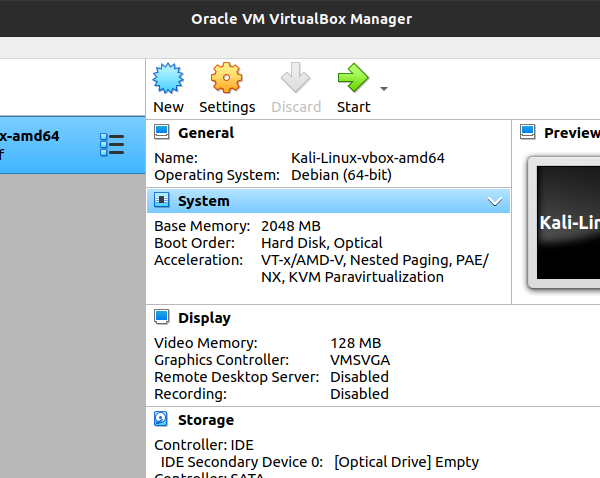 Oracle VM VirtualBox Manager
New Settings Discard Start
x-amd64
f
General
Name: Kali-Linux-vbox-amd64
Operating System: Debian (64-bit)
Preview
Kali-Lin
System
Base Memory: 2048 MB
Boot Order: Hard Disk, Optical
Acceleration: VT-x/AMD-V, Nested Paging, PAE/
NX, KVM Paravirtualization
Display
Video Memory: 128 MB
Graphics Controller: VMSVGA
Remote Desktop Server: Disabled
Recording: Disabled
Storage
Controller: IDE
IDE Secondary Device 0: [Optical Drive] Empty
Controller: SATA